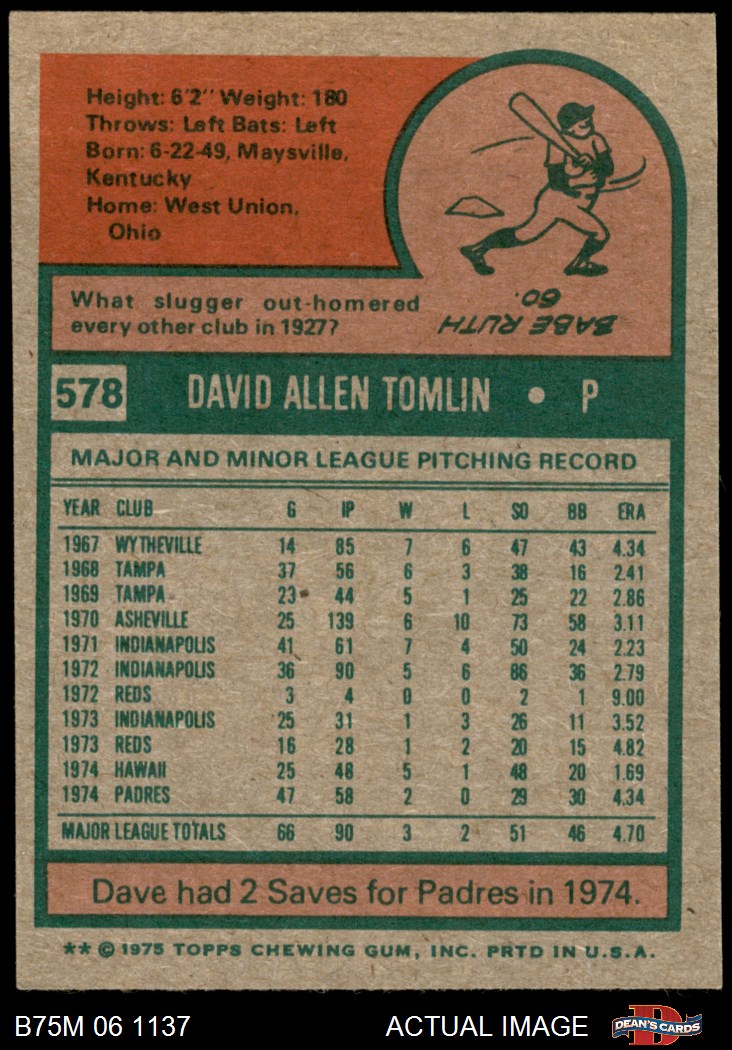 Height: 6'2" Weight: 180
Throws: Left Bats: Left
Born: 6-22-49, Maysville,
Kentucky
Home: West Union,
Ohio
What slugger out-homered
every other club in 1927?
BABE RUTH
60.
578 DAVID ALLEN TOMLIN • P
MAJOR AND MINOR LEAGUE PITCHING RECORD
YEAR CLUB G IP W L SO BB ERA
1967 WYTHEVILLE 14 85 7 6 47 43 4.34
1968 TAMPA 37 56 6 3 38 16 2.41
1969 TAMPA 23 44 5 1 25 22 2.86
1970 ASHEVILLE 25 139 6 10 73 58 3.11
1971 INDIANAPOLIS 41 61 7 4 50 24 2.23
1972 INDIANAPOLIS 36 90 5 6 86 36 2.79
1972 REDS 3 4 0 0 2 1 9.00
1973 INDIANAPOLIS 25 31 1 3 26 11 3.52
1973 REDS 16 28 1 2 20 15 4.82
1974 HAWAII 25 48 5 1 48 20 1.69
1974 PADRES 47 58 2 0 29 30 4.34
MAJOR LEAGUE TOTALS 66 90 3 2 51 46 4.70
Dave had 2 Saves for Padres in 1974.
** © 1975 TOPPS CHEWING GUM, INC. PRTD IN U.S.A.
B75M 06 1137 ACTUAL IMAGE D DEAN'S CARDS